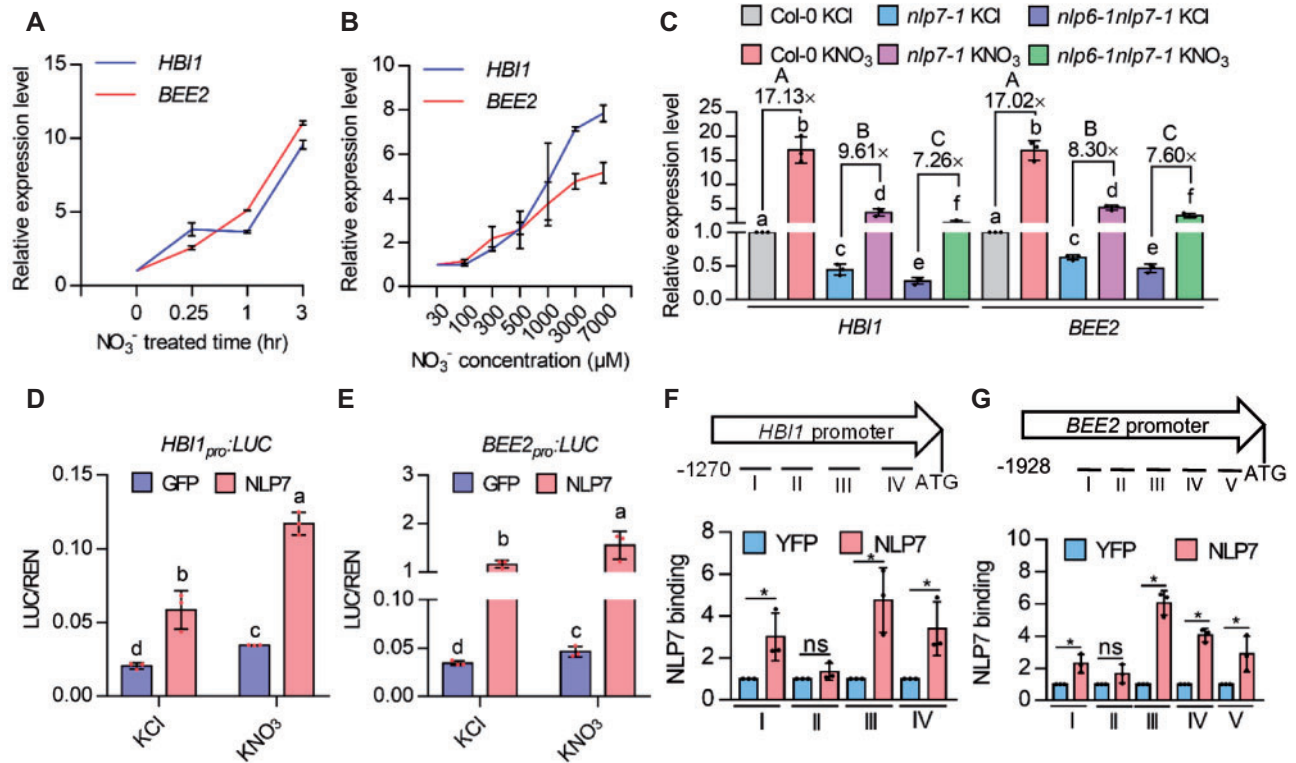 A
Relative expression level
15
10
5
0
HBI1
BEE2
0
0.25
1
3
NO₃⁻ treated time (hr)
B
Relative expression level
10
8
6
4
2
0
HBI1
BEE2
30
100
300
500
1000
3000
7000
NO₃⁻ concentration (µM)
C
Col-0 KCl
nlp7-1 KCl
nlp6-1nlp7-1 KCl
Col-0 KNO₃
nlp7-1 KNO₃
nlp6-1nlp7-1 KNO₃
Relative expression level
25
20
15
10
5
1.0
0.5
0.0
A
17.13×
B
9.61×
C
7.26×
A
17.02×
B
8.30×
C
7.60×
a
b
c
d
e
f
a
b
c
d
e
f
HBI1
BEE2
D
HBI1pro:LUC
GFP
NLP7
LUC/REN
0.15
0.10
0.05
0.00
d
b
c
a
KCl
KNO₃
E
BEE2pro:LUC
GFP
NLP7
LUC/REN
3
2
1
0.10
0.05
0.00
d
b
c
a
KCl
KNO₃
F
HBI1 promoter
-1270
I
II
III
IV
ATG
YFP
NLP7
NLP7 binding
8
6
4
2
0
*
ns
*
*
I
II
III
IV
G
BEE2 promoter
-1928
I
II
III
IV
V
ATG
YFP
NLP7
NLP7 binding
10
8
6
4
2
0
*
ns
*
*
*
I
II
III
IV
V